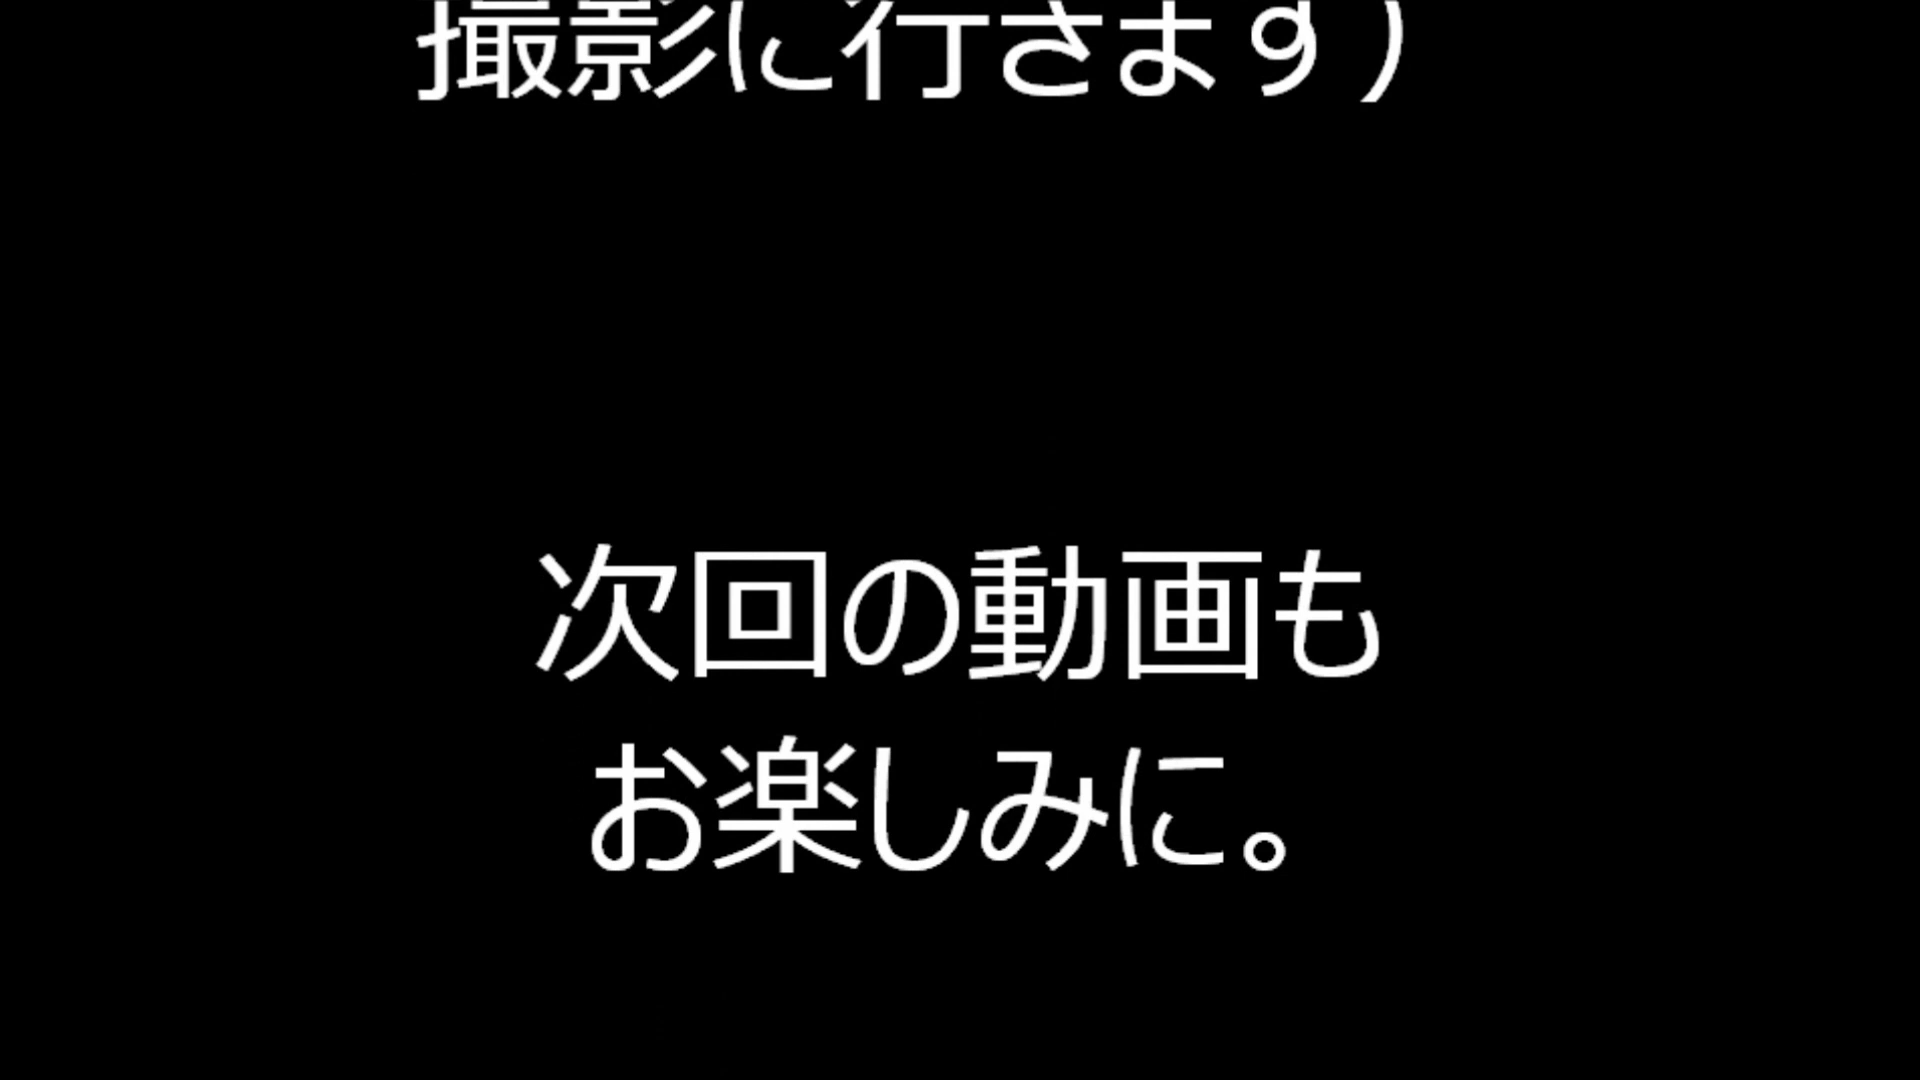 撮影に行きます）
次回の動画も
お楽しみに。